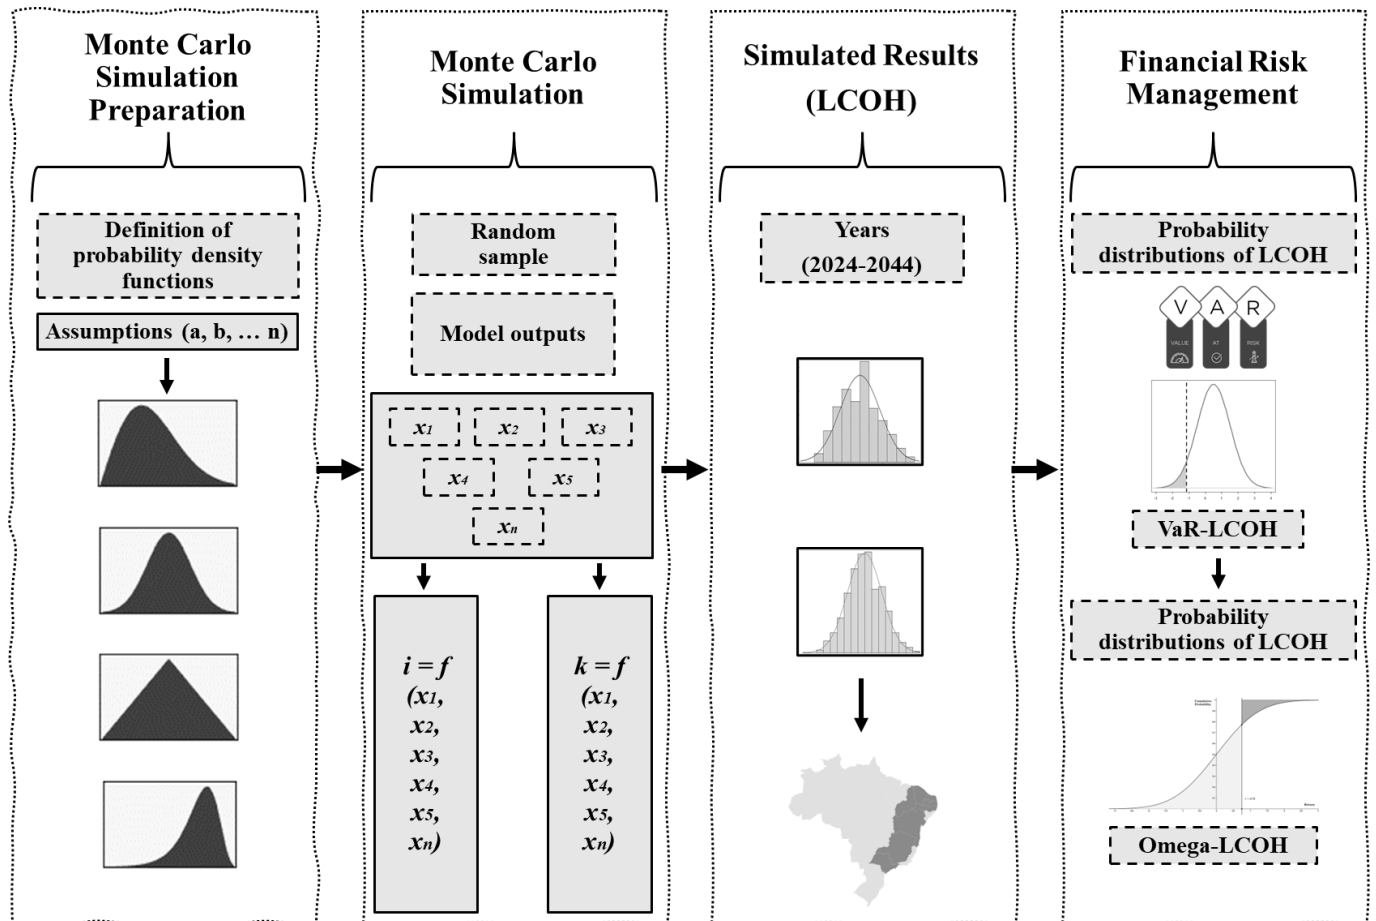 Monte Carlo
Simulation
Preparation
Definition of
probability density
functions
Assumptions (a, b, … n)
Monte Carlo
Simulation
Random
sample
Model outputs
x1
x2
x3
x4
x5
xn
i = f
(x1,
x2,
x3,
x4,
x5,
xn)
k = f
(x1,
x2,
x3,
x4,
x5,
xn)
Simulated Results
(LCOH)
Years
(2024-2044)
Financial Risk
Management
Probability
distributions of LCOH
V A R
VALUE AT RISK
VaR-LCOH
Probability
distributions of LCOH
Omega-LCOH